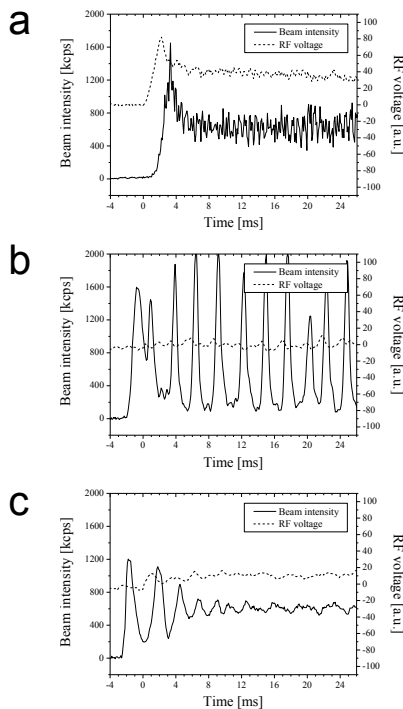 a
2000
1600
1200
800
400
0
Beam intensity [kcps]
Beam intensity
RF voltage
100
80
60
40
20
0
-20
-40
-60
-80
-100
RF voltage [a.u.]
-4 0 4 8 12 16 20 24
Time [ms]
b
2000
1600
1200
800
400
0
Beam intensity [kcps]
Beam intensity
RF voltage
100
80
60
40
20
0
-20
-40
-60
-80
-100
RF voltage [a.u.]
-4 0 4 8 12 16 20 24
Time [ms]
c
2000
1600
1200
800
400
0
Beam intensity [kcps]
Beam intensity
RF voltage
100
80
60
40
20
0
-20
-40
-60
-80
-100
RF voltage [a.u.]
-4 0 4 8 12 16 20 24
Time [ms]